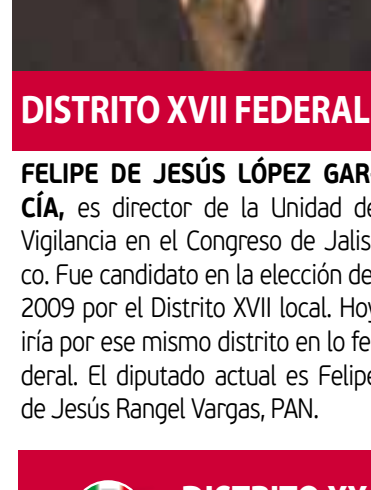 DISTRITO XVII FEDERAL
FELIPE DE JESÚS LÓPEZ GAR-
CÍA, es director de la Unidad de
Vigilancia en el Congreso de Jalis-
co. Fue candidato en la elección de
2009 por el Distrito XVII local. Hoy
iría por ese mismo distrito en lo fe-
deral. El diputado actual es Felipe
de Jesús Rangel Vargas, PAN.
DISTRITO XX